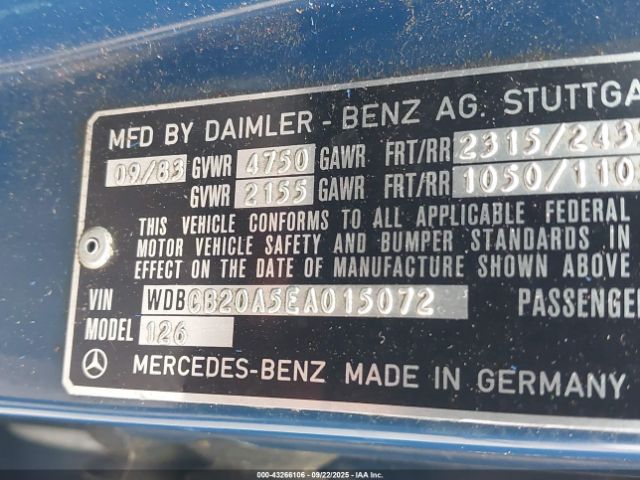 MFD BY DAIMLER - BENZ AG. STUTTGA
09/83 GVWR 4750 GAWR FRT/RR 2315/243
GVWR 2155 GAWR FRT/RR 1050/110
THIS VEHICLE CONFORMS TO ALL APPLICABLE FEDERAL
MOTOR VEHICLE SAFETY AND BUMPER STANDARDS IN
EFFECT ON THE DATE OF MANUFACTURE SHOWN ABOVE
VIN WDBCB20A5EA015072 PASSENGE
MODEL 126
MERCEDES-BENZ MADE IN GERMANY
000-43266106 - 09/22/2025 - IAAI Passenger